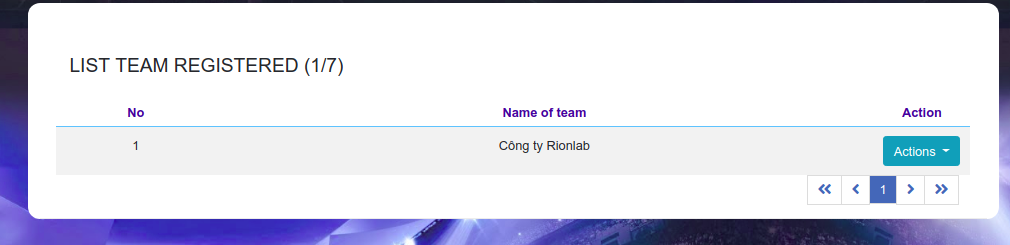 LIST TEAM REGISTERED (1/7)
No Name of team Action
1 Công ty Rionlab Actions
1